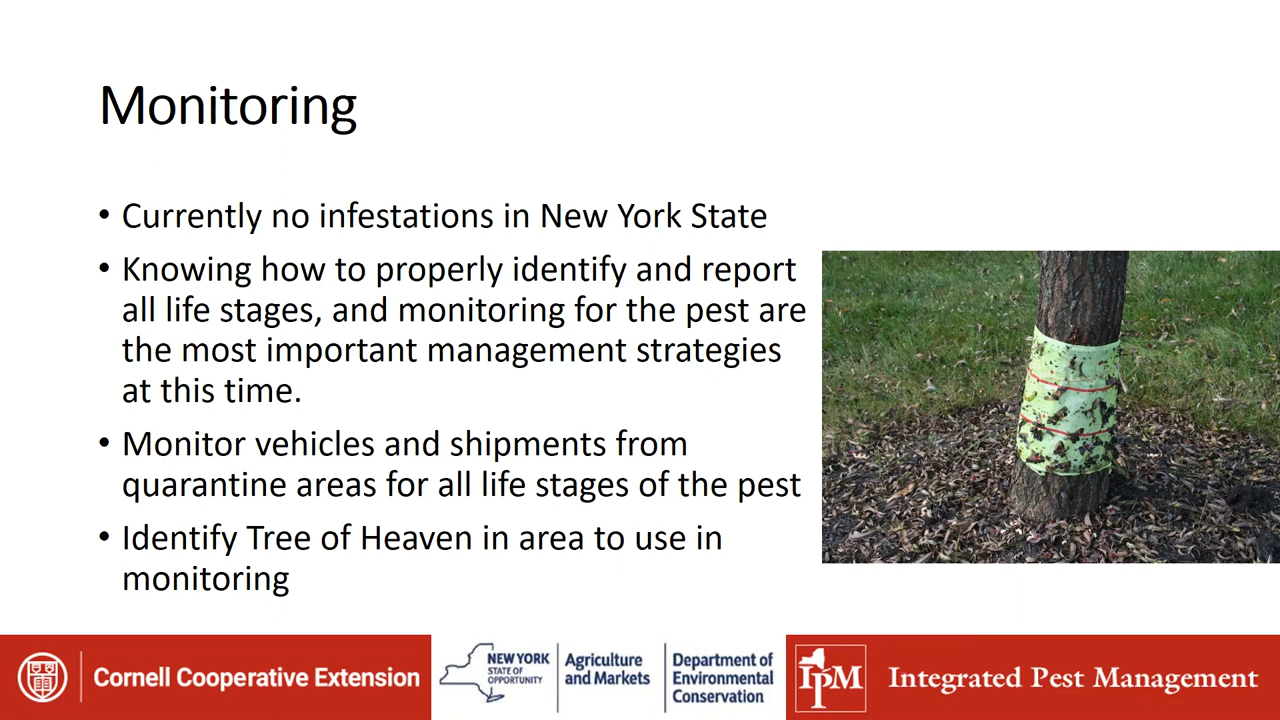 Monitoring
• Currently no infestations in New York State
• Knowing how to properly identify and report
all life stages, and monitoring for the pest are
the most important management strategies
at this time.
• Monitor vehicles and shipments from
quarantine areas for all life stages of the pest
• Identify Tree of Heaven in area to use in
monitoring
Cornell Cooperative Extension
NEW YORK
STATE OF
OPPORTUNITY
Agriculture
and Markets
Department of
Environmental
Conservation
IPM
Integrated Pest Management